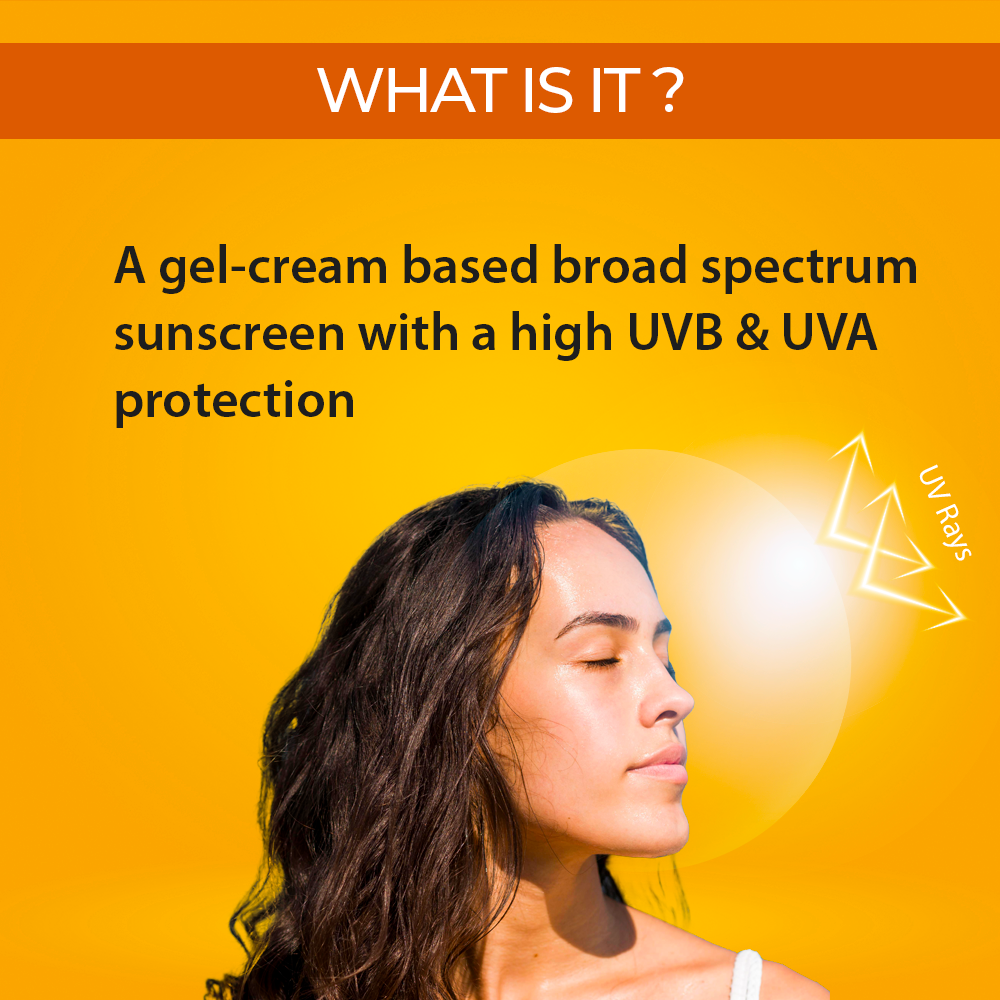 WHAT IS IT ?
A gel-cream based broad spectrum
sunscreen with a high UVB & UVA
protection
UV Rays